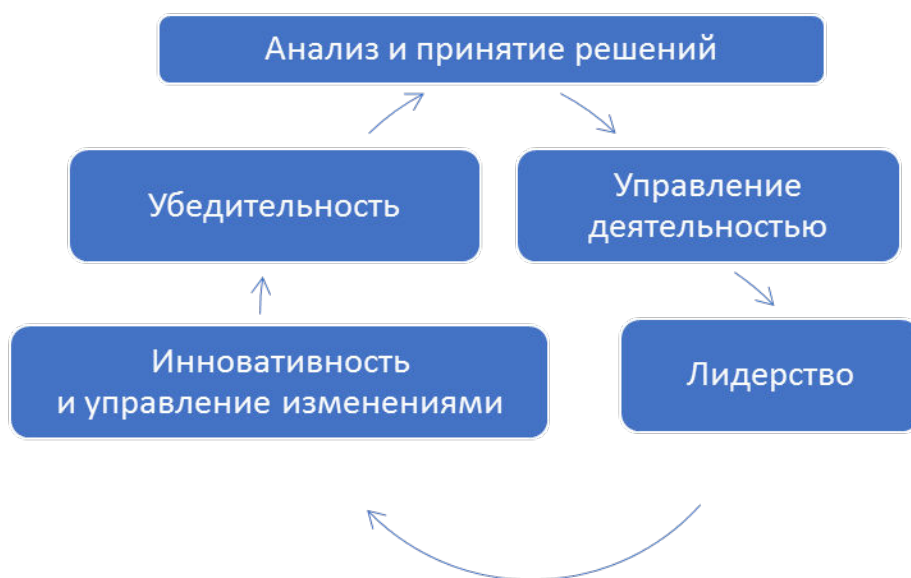 Анализ и принятие решений
Убедительность
Управление
деятельностью
Инновативность
и управление изменениями
Лидерство